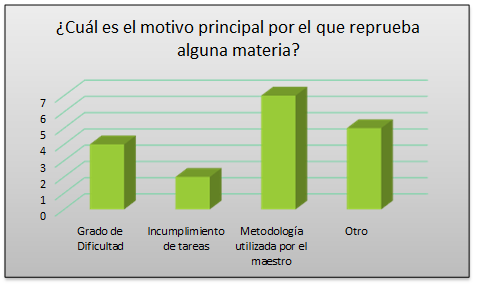 ¿Cuál es el motivo principal por el que reprueba
alguna materia?
7
6
5
4
3
2
1
0
Grado de
Dificultad
Incumplimiento
de tareas
Metodología
utilizada por el
maestro
Otro